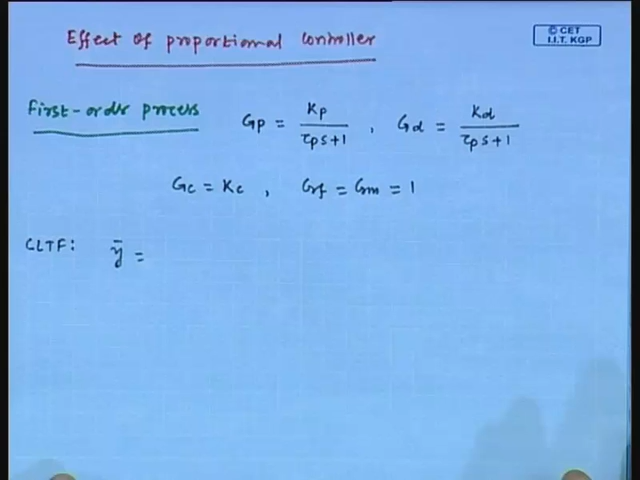 Effect of proportional controller
© CET
I.I.T. KGP
First-order process Gp = Kp / τps+1 , Gd = Kd / τps+1
Gc = Kc , Gf = Gm = 1
CLTF: ȳ =